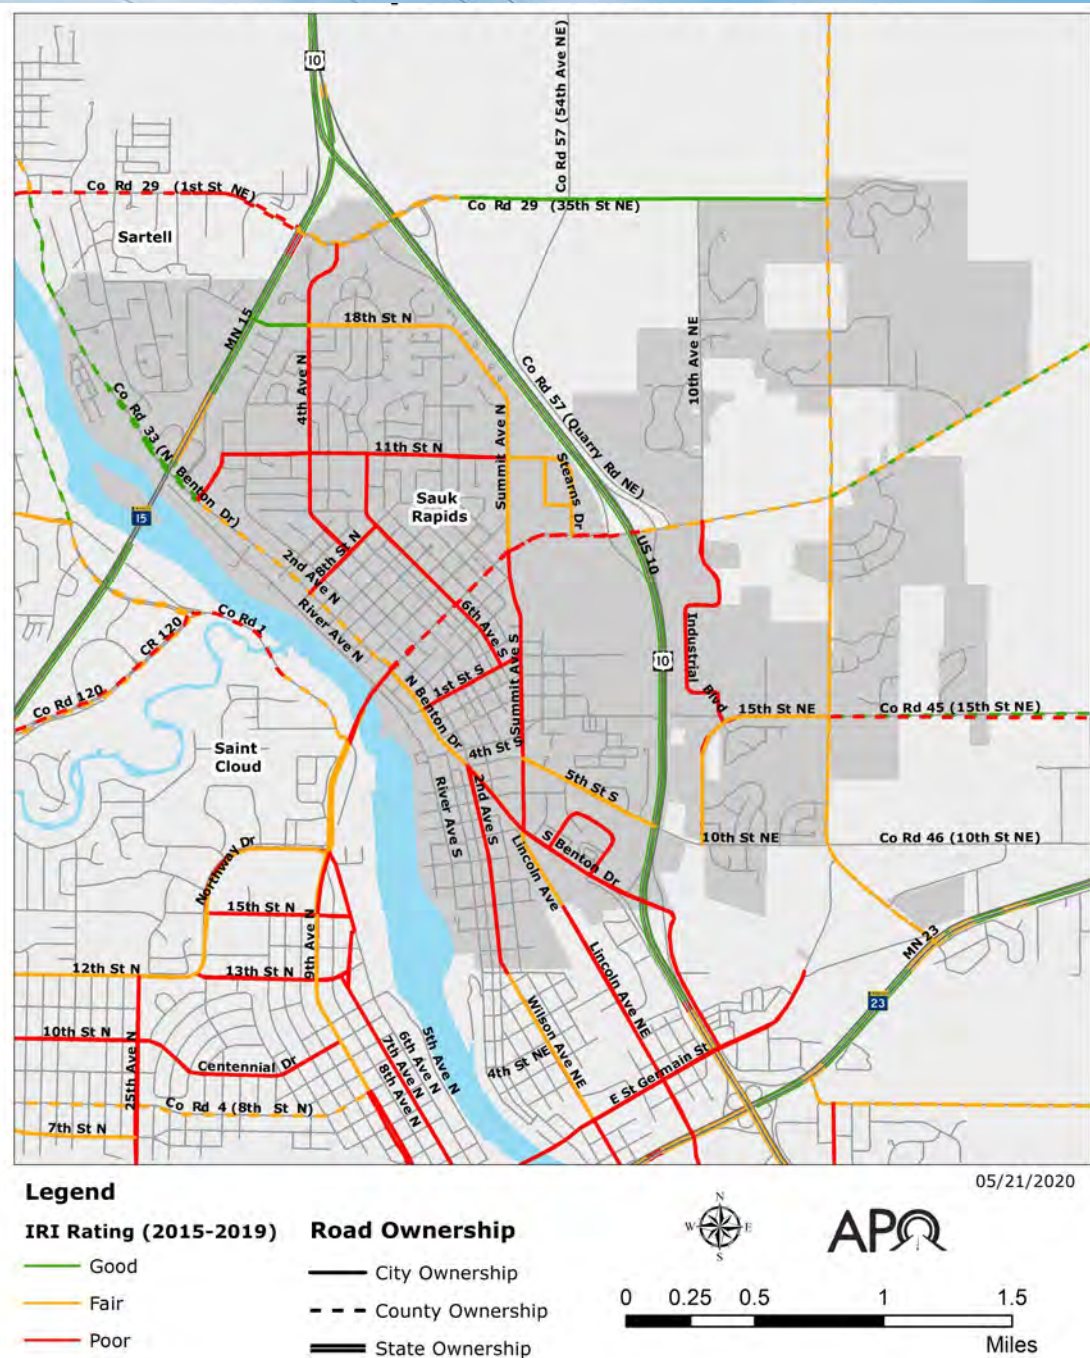 10
Co Rd 57 (54th Ave NE)
Co Rd 29 (1st St NE)
Co Rd 29 (35th St NE)
Sartell
MN 15
18th St N
4th Ave N
10th Ave NE
Co Rd 57 (Quarry Rd NE)
Co Rd 33 (N Benton Dr)
11th St N
Summit Ave N
Stearns Dr
Sauk
Rapids
15
US 10
2nd Ave N
8th St N
River Ave N
6th Ave S
Co Rd 1
CR 120
Co Rd 120
1st St S
Summit Ave S
10
Industrial Blvd
N Benton Dr
15th St NE
Co Rd 45 (15th St NE)
Saint
Cloud
4th St S
5th St S
River Ave S
2nd Ave S
10th St NE
Co Rd 46 (10th St NE)
Lincoln Ave
S Benton Dr
Northway Dr
15th St N
9th Ave N
12th St N
13th St N
MN 23
23
Lincoln Ave NE
Wilson Ave NE
10th St N
25th Ave N
Centennial Dr
5th Ave N
6th Ave N
7th Ave N
8th Ave N
4th St NE
E St Germain St
Co Rd 4 (8th St N)
7th St N
05/21/2020
Legend
IRI Rating (2015-2019)
Good
Fair
Poor
Road Ownership
City Ownership
County Ownership
State Ownership
N
W E
S
APO
0 0.25 0.5 1 1.5
Miles